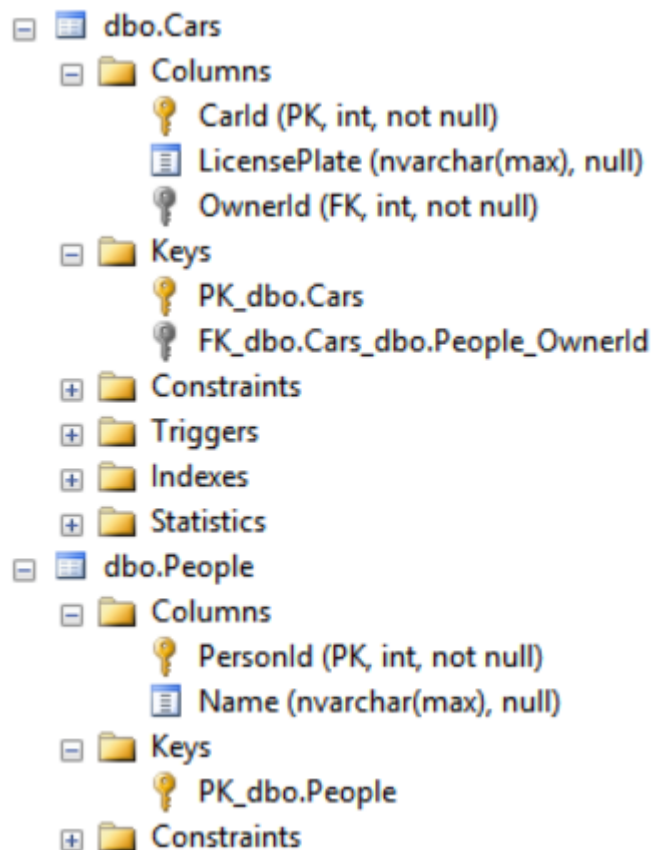 dbo.Cars
Columns
CarId (PK, int, not null)
LicensePlate (nvarchar(max), null)
OwnerId (FK, int, not null)
Keys
PK_dbo.Cars
FK_dbo.Cars_dbo.People_OwnerId
Constraints
Triggers
Indexes
Statistics
dbo.People
Columns
PersonId (PK, int, not null)
Name (nvarchar(max), null)
Keys
PK_dbo.People
Constraints